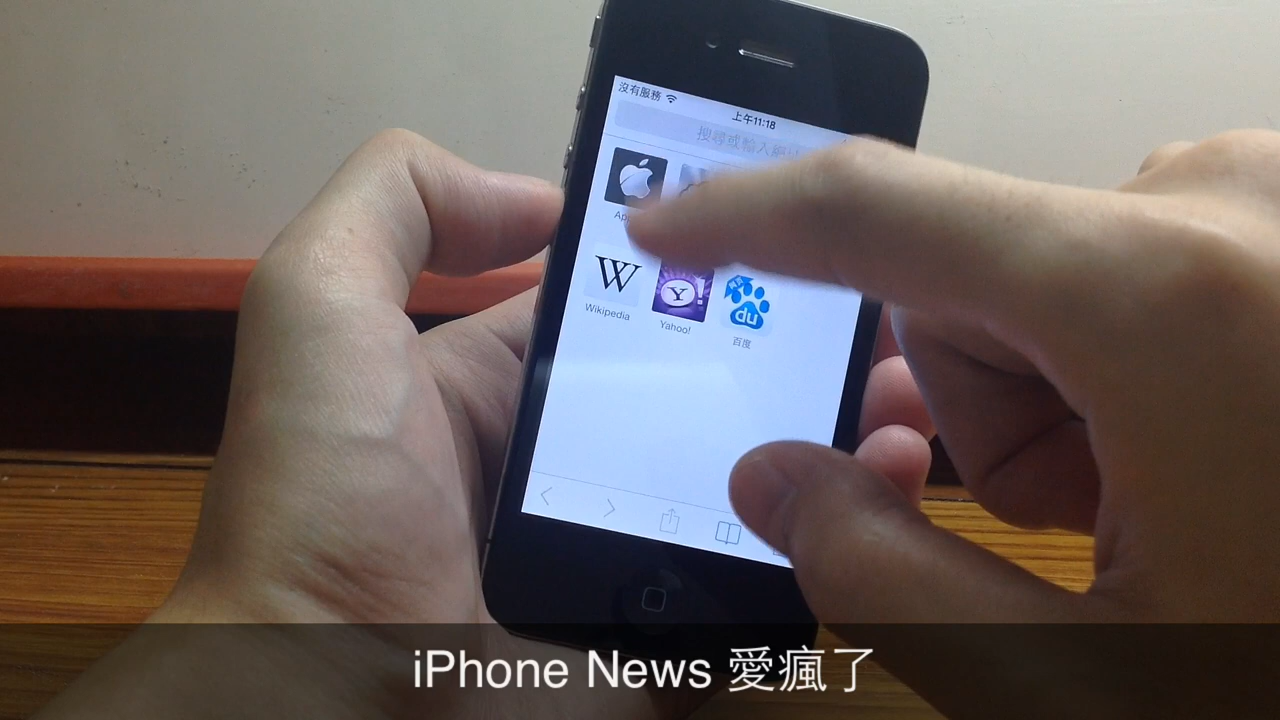 沒有服務
上午11:18
搜尋或輸入網
W
Y!
du
Wikipedia
Yahoo!
百度
iPhone News 愛瘋了